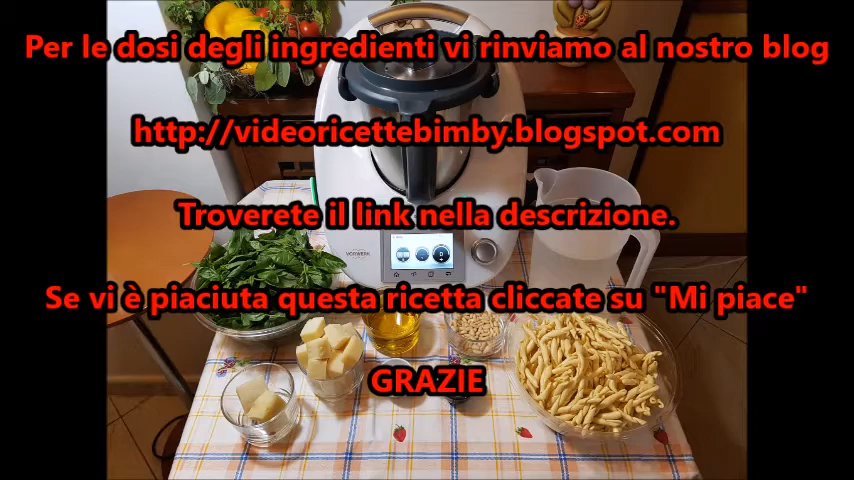 Per le dosi degli ingredienti vi rinviamo al nostro blog
http://videoricettebimby.blogspot.com
Troverete il link nella descrizione.
VORWERK
Se vi è piaciuta questa ricetta cliccate su "Mi piace"
GRAZIE